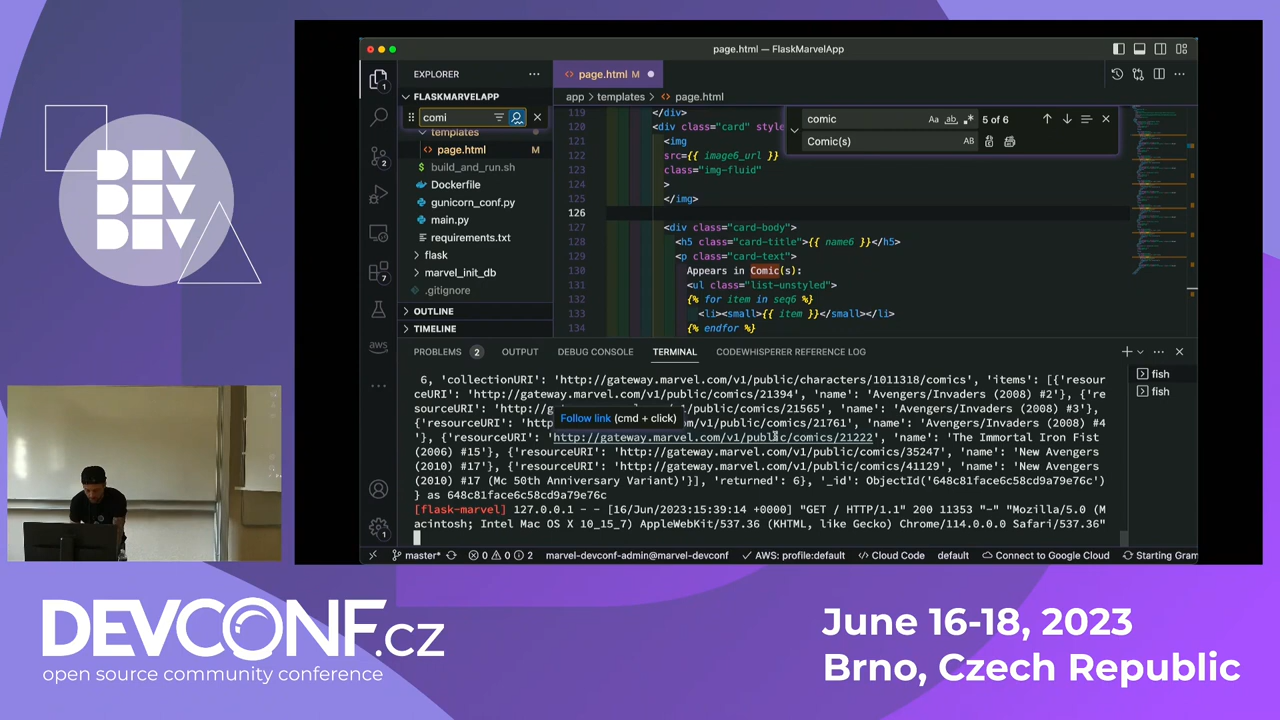 DEV
DEV
DEV
DEVCONF.cz
open source community conference
June 16-18, 2023
Brno, Czech Republic
page.html — FlaskMarvelApp
EXPLORER
FLASKMARVELAPP
comi
templates
page.html M
build_and_run.sh
Dockerfile
gunicorn_conf.py
main.py
requirements.txt
flask
marvel_init_db
.gitignore
OUTLINE
TIMELINE
1
2
7
aws
1
page.html M
app > templates > page.html
comic
Aa ab
5 of 6
Comic(s)
AB
119 </div>
120 <div class="card" style
121 <img
122 src={{ image6_url }}
123 class="img-fluid"
124 >
125 </img>
126
127 <div class="card-body">
128 <h5 class="card-title">{{ name6 }}</h5>
129 <p class="card-text">
130 Appears in Comic(s):
131 <ul class="list-unstyled">
132 {% for item in seq6 %}
133 <li><small>{{ item }}</small></li>
134 {% endfor %}
PROBLEMS 2 OUTPUT DEBUG CONSOLE TERMINAL CODEWHISPERER REFERENCE LOG
fish
fish
6, 'collectionURI': 'http://gateway.marvel.com/v1/public/characters/1011318/comics', 'items': [{'resour
ceURI': 'http://gateway.marvel.com/v1/public/comics/21394', 'name': 'Avengers/Invaders (2008) #2'}, {'re
sourceURI': 'http://g
/public/comics/21565', 'name': 'Avengers/Invaders (2008) #3'}, {
'resourceURI': 'http:
m/v1/public/comics/21761', 'name': 'Avengers/Invaders (2008) #4
Follow link (cmd + click)
'}, {'resourceURI': 'http://gateway.marvel.com/v1/public/comics/21222', 'name': 'The Immortal Iron Fist
(2006) #15'}, {'resourceURI': 'http://gateway.marvel.com/v1/public/comics/35247', 'name': 'New Avengers
(2010) #17'}, {'resourceURI': 'http://gateway.marvel.com/v1/public/comics/41129', 'name': 'New Avengers
(2010) #17 (Mc 50th Anniversary Variant)'}], 'returned': 6}, '_id': ObjectId('648c81face6c58cd9a79e76c')
} as 648c81face6c58cd9a79e76c
[flask-marvel] 127.0.0.1 - - [16/Jun/2023:15:39:14 +0000] "GET / HTTP/1.1" 200 11353 "-" "Mozilla/5.0 (M
acintosh; Intel Mac OS X 10_15_7) AppleWebKit/537.36 (KHTML, like Gecko) Chrome/114.0.0.0 Safari/537.36"
master* 0 0 2 marvel-devconf-admin@marvel-devconf AWS: profile:default Cloud Code default Connect to Google Cloud Starting Gram